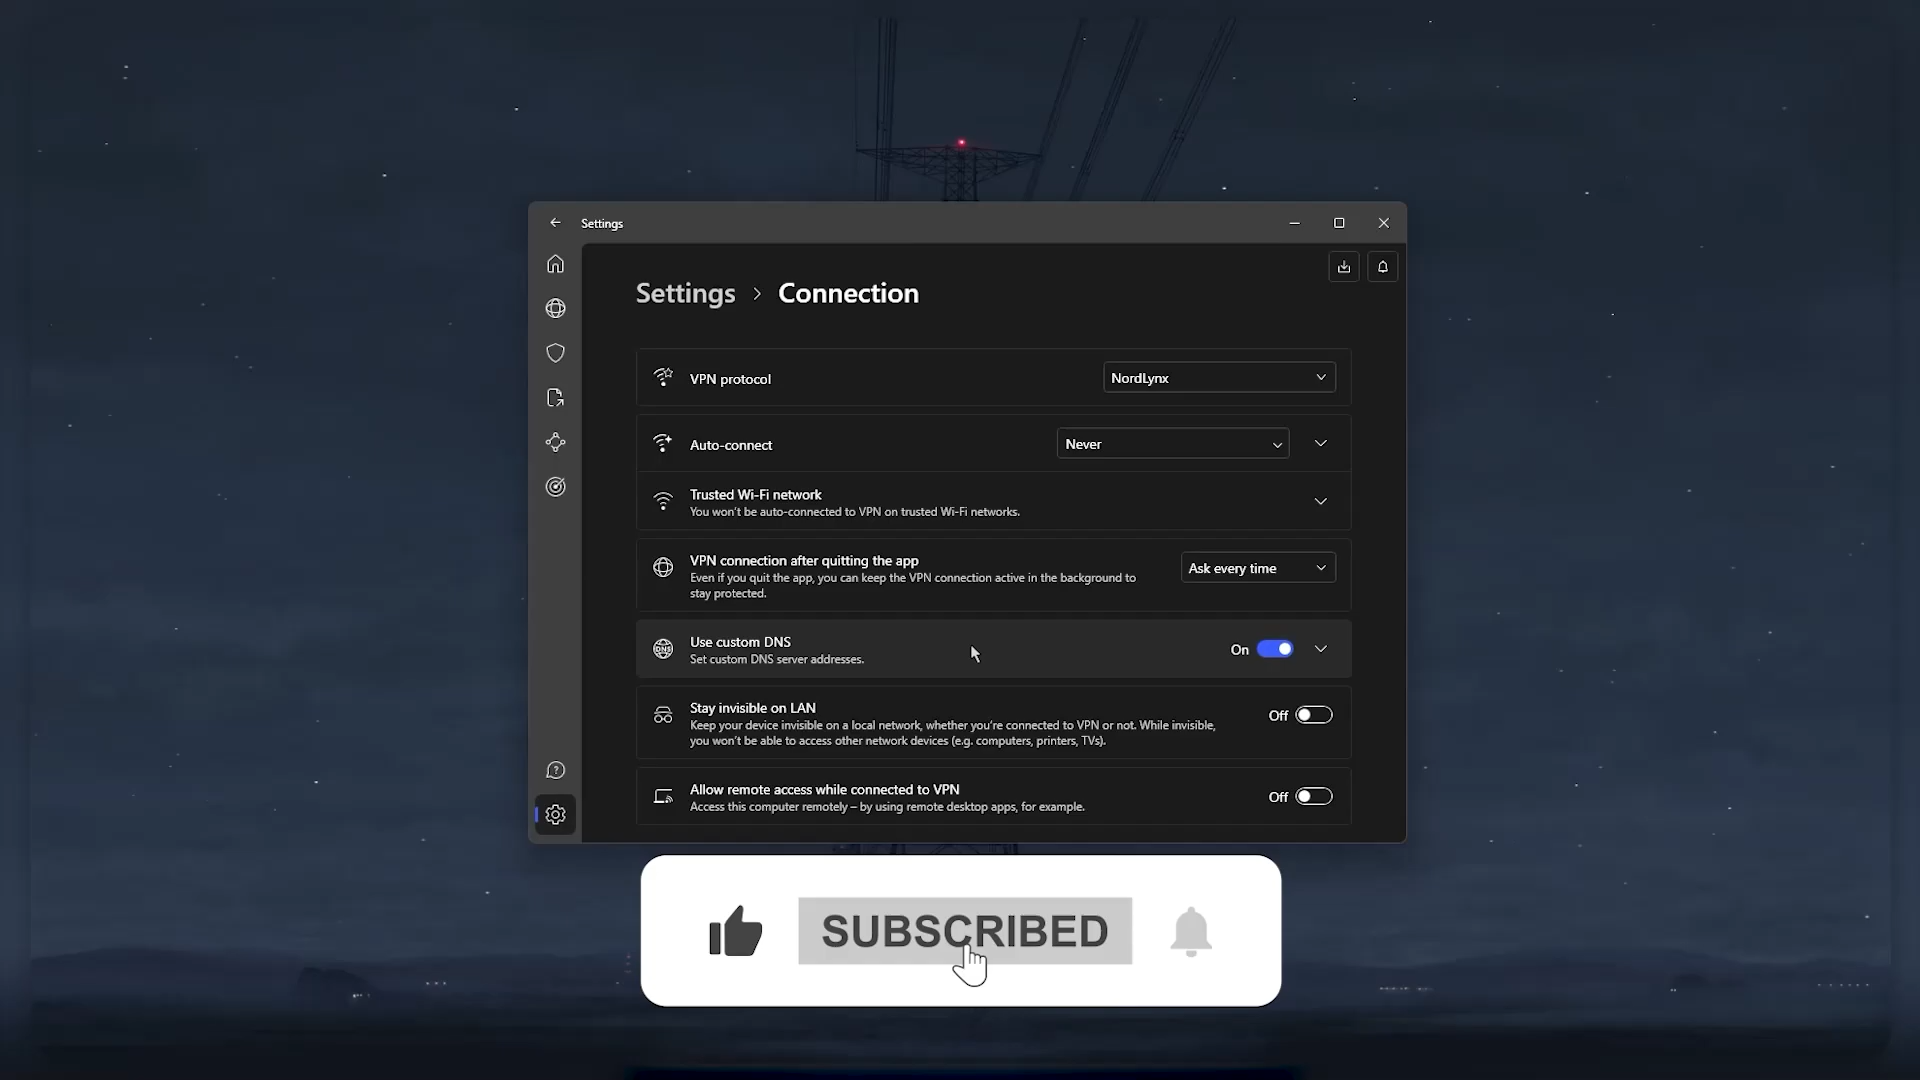 Settings
Settings > Connection
VPN protocol
NordLynx
Auto-connect
Never
Trusted Wi-Fi network
You won't be auto-connected to VPN on trusted Wi-Fi networks.
VPN connection after quitting the app
Even if you quit the app, you can keep the VPN connection active in the background to
stay protected.
Ask every time
DNS
Use custom DNS
Set custom DNS server addresses.
On
Stay invisible on LAN
Keep your device invisible on a local network, whether you're connected to VPN or not. While invisible,
you won't be able to access other network devices (e.g. computers, printers, TVs).
Off
Allow remote access while connected to VPN
Access this computer remotely – by using remote desktop apps, for example.
Off
SUBSCRIBED